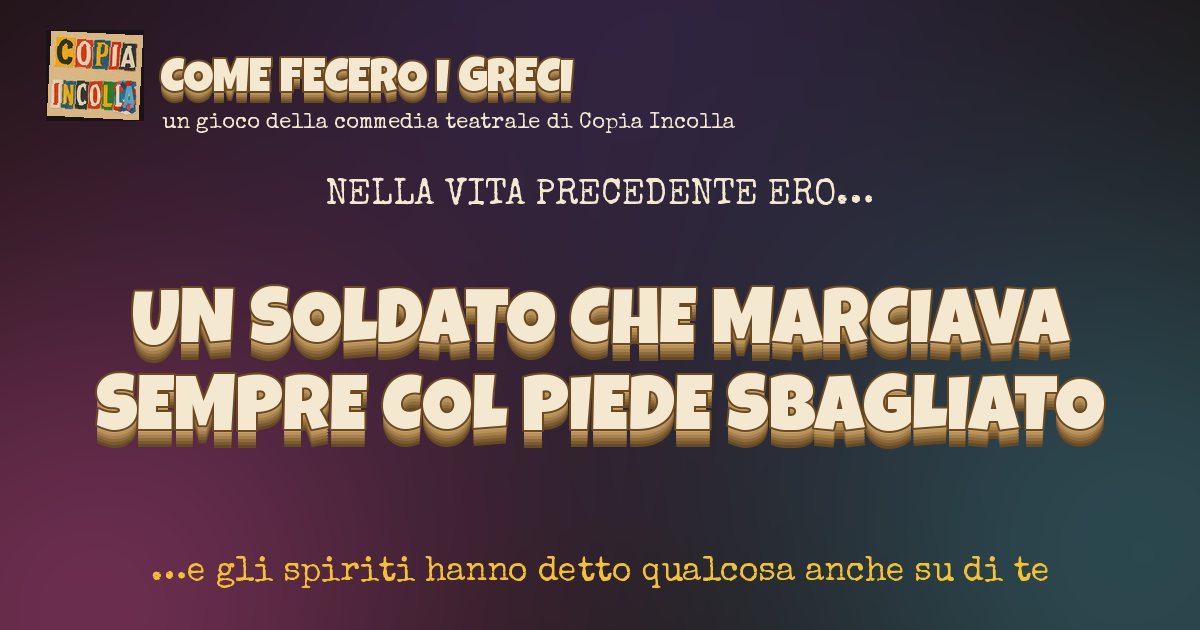 COPIA
INCOLLA
COME FECERO I GRECI
un gioco della commedia teatrale di Copia Incolla
NELLA VITA PRECEDENTE ERO...
UN SOLDATO CHE MARCIAVA
SEMPRE COL PIEDE SBAGLIATO
...e gli spiriti hanno detto qualcosa anche su di te